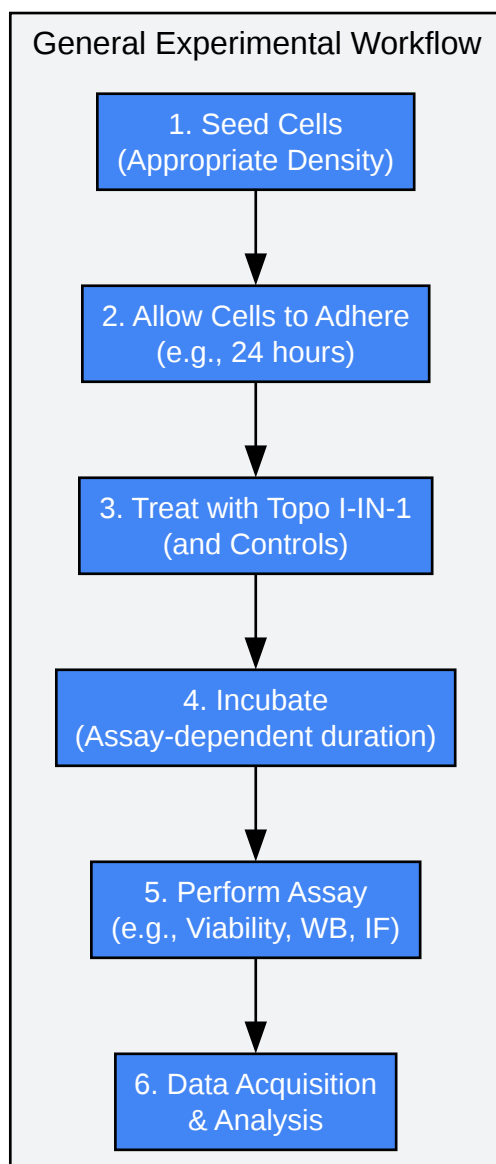 General Experimental Workflow
1. Seed Cells
(Appropriate Density)
2. Allow Cells to Adhere
(e.g., 24 hours)
3. Treat with Topo I-IN-1
(and Controls)
4. Incubate
(Assay-dependent duration)
5. Perform Assay
(e.g., Viability, WB, IF)
6. Data Acquisition
& Analysis